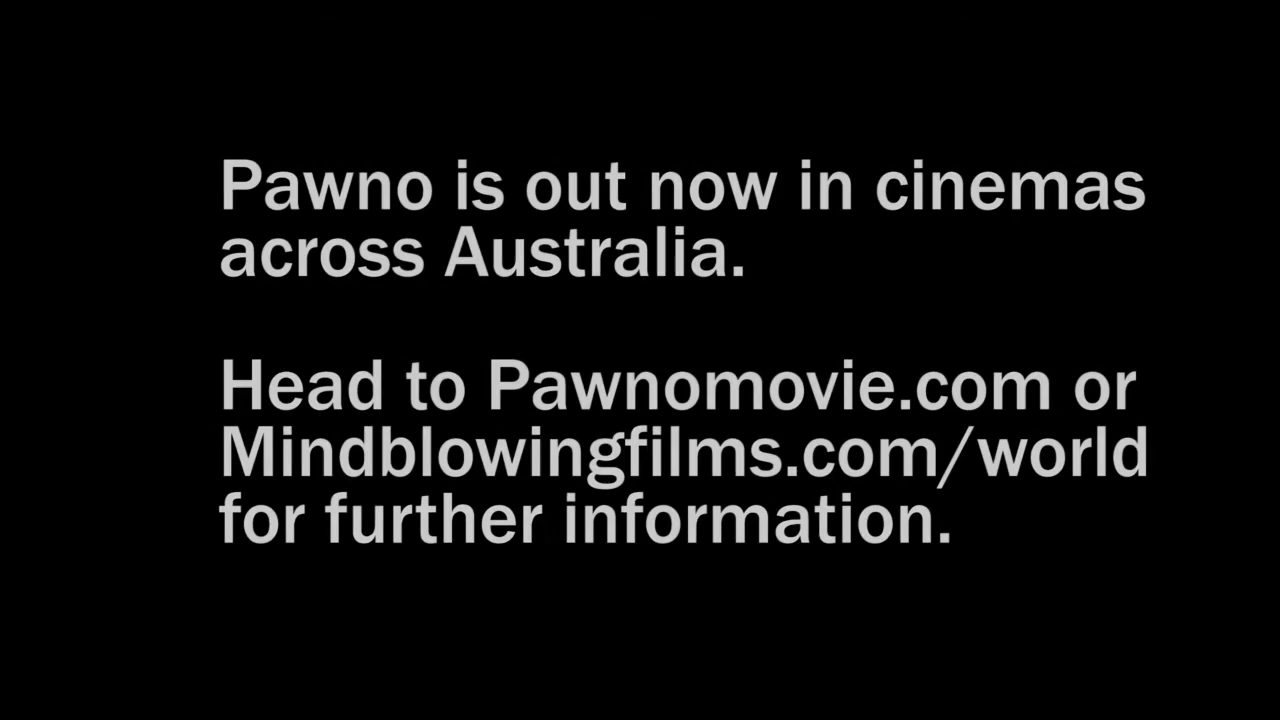 Pawno is out now in cinemas
across Australia.
Head to Pawnomovie.com or
Mindblowingfilms.com/world
for further information.